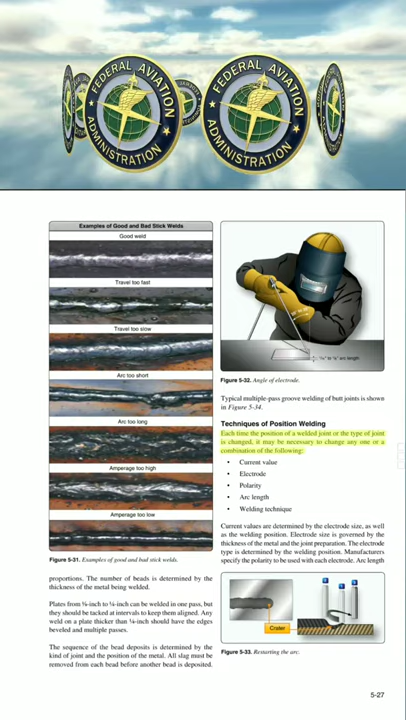 FEDERAL AVIATION
ADMINISTRATION
FEDERAL AVIATION
ADMINISTRATION
Examples of Good and Bad Stick Welds
Good weld
Travel too fast
Travel too slow
Arc too short
Arc too long
Amperage too high
Amperage too low
Figure 5-31. Examples of good and bad stick welds.
proportions. The number of beads is determined by the
thickness of the metal being welded.
Plates from ⅛-inch to ¼-inch can be welded in one pass, but
they should be tacked at intervals to keep them aligned. Any
weld on a plate thicker than ¼-inch should have the edges
beveled and multiple passes.
The sequence of the bead deposits is determined by the
kind of joint and the position of the metal. All slag must be
removed from each bead before another bead is deposited.
arc length
Figure 5-32. Angle of electrode.
Typical multiple-pass groove welding of butt joints is shown
in Figure 5-34.
Techniques of Position Welding
Each time the position of a welded joint or the type of joint
is changed, it may be necessary to change any one or a
combination of the following:
• Current value
• Electrode
• Polarity
• Arc length
• Welding technique
Current values are determined by the electrode size, as well
as the welding position. Electrode size is governed by the
thickness of the metal and the joint preparation. The electrode
type is determined by the welding position. Manufacturers
specify the polarity to be used with each electrode. Arc length
Crater
Figure 5-33. Restarting the arc.
5-27